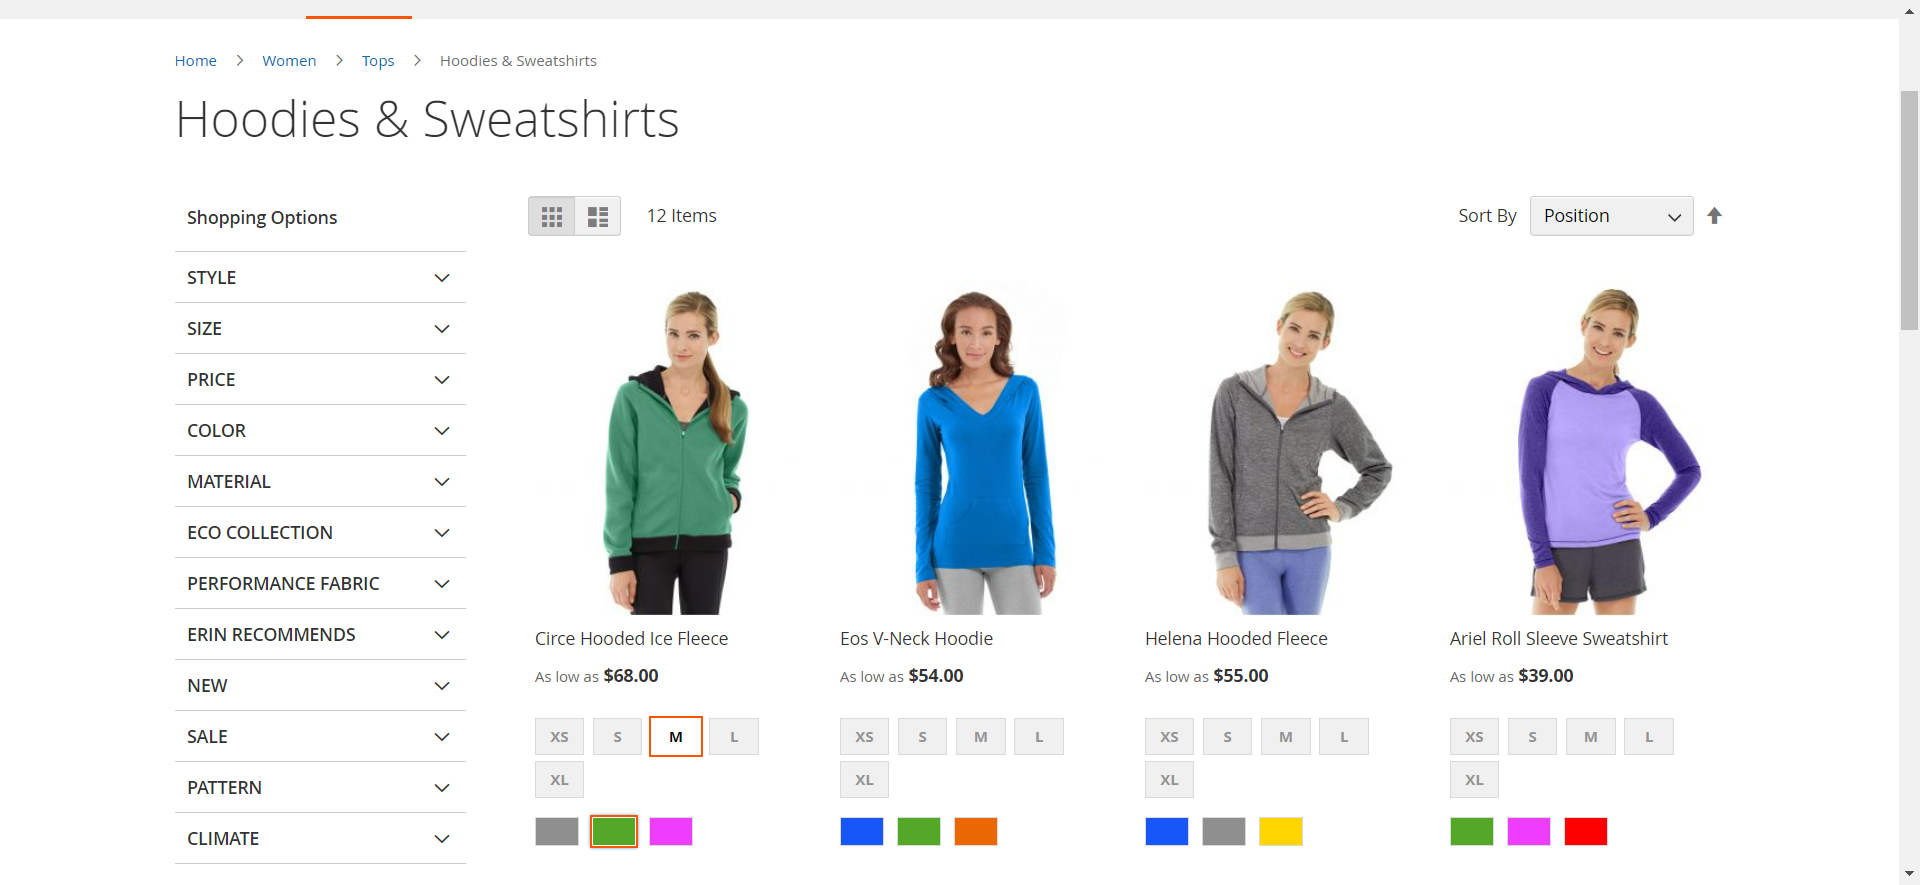 Home > Women > Tops > Hoodies & Sweatshirts
Hoodies & Sweatshirts
Shopping Options
STYLE
SIZE
PRICE
COLOR
MATERIAL
ECO COLLECTION
PERFORMANCE FABRIC
ERIN RECOMMENDS
NEW
SALE
PATTERN
CLIMATE
12 Items
Sort By Position
Circe Hooded Ice Fleece
As low as $68.00
XS S M L
XL
Eos V-Neck Hoodie
As low as $54.00
XS S M L
XL
Helena Hooded Fleece
As low as $55.00
XS S M L
XL
Ariel Roll Sleeve Sweatshirt
As low as $39.00
XS S M L
XL